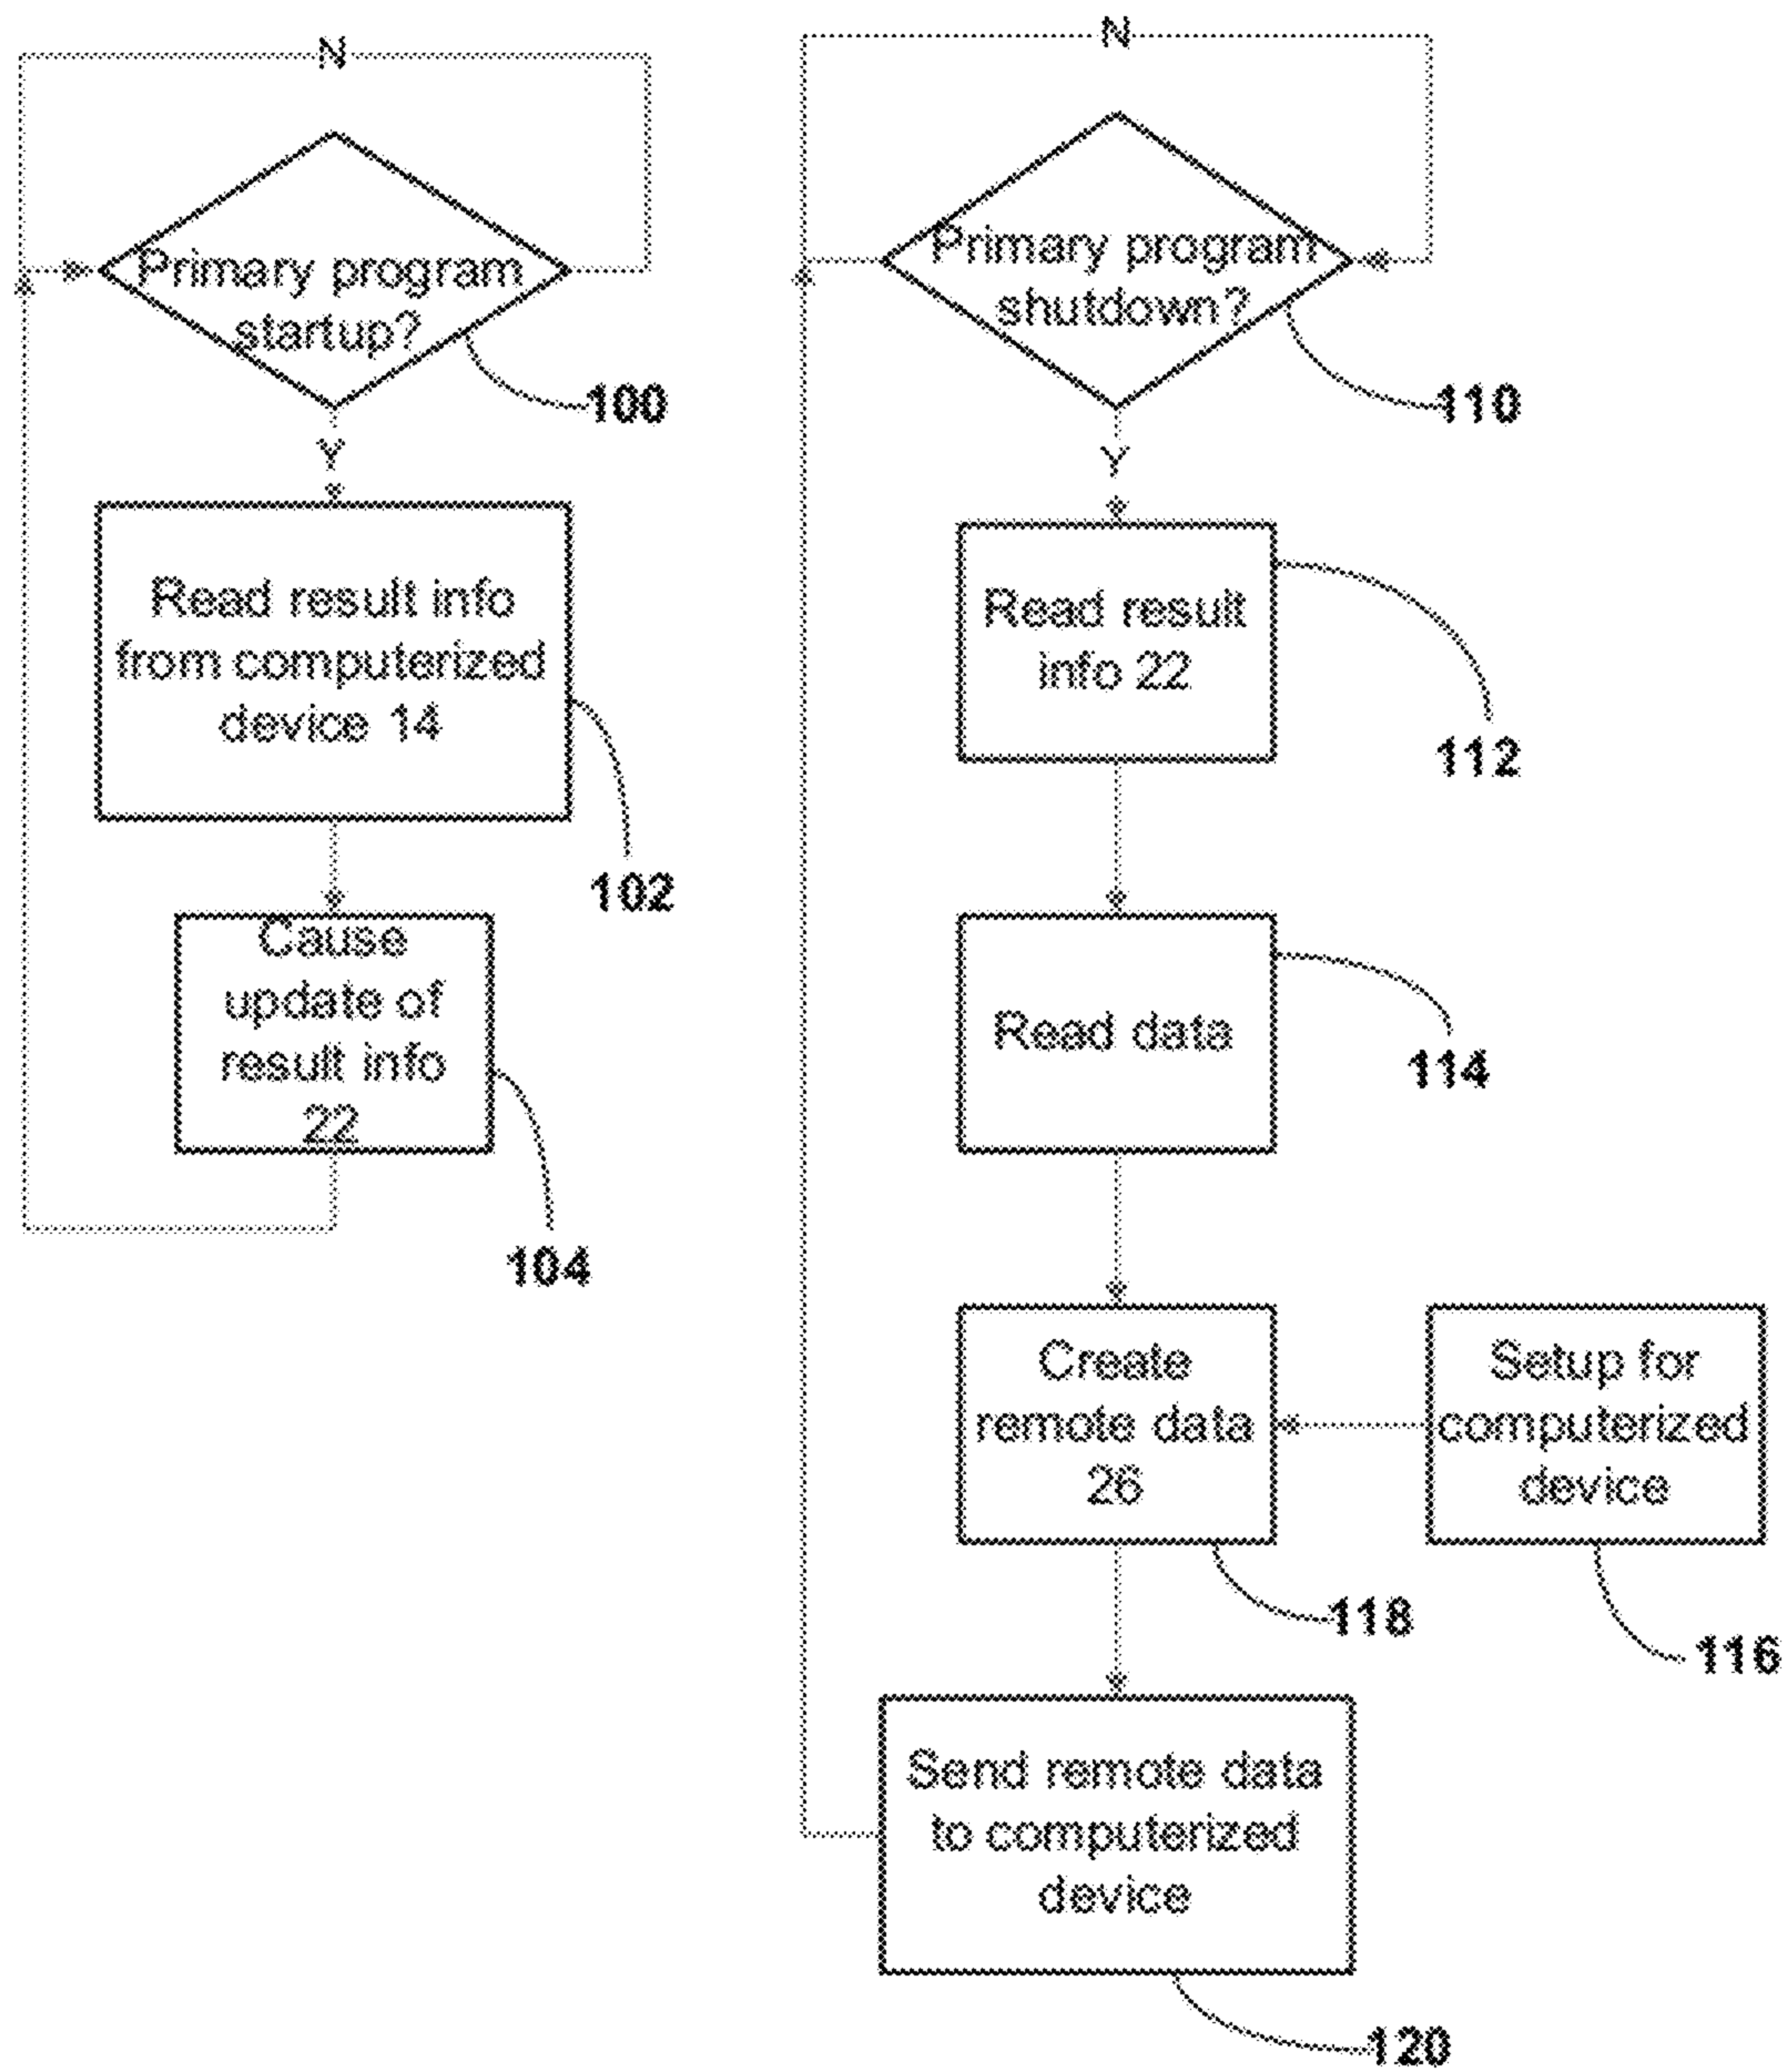 N
Primary program
startup?
100
Y
Read result info
from computerized
device 14
102
Cause
update of
result info
22
104
N
Primary program
shutdown?
110
Y
Read result
info 22
112
Read data
114
Create
remote data
26
118
Setup for
computerized
device
116
Send remote data
to computerized
device
120